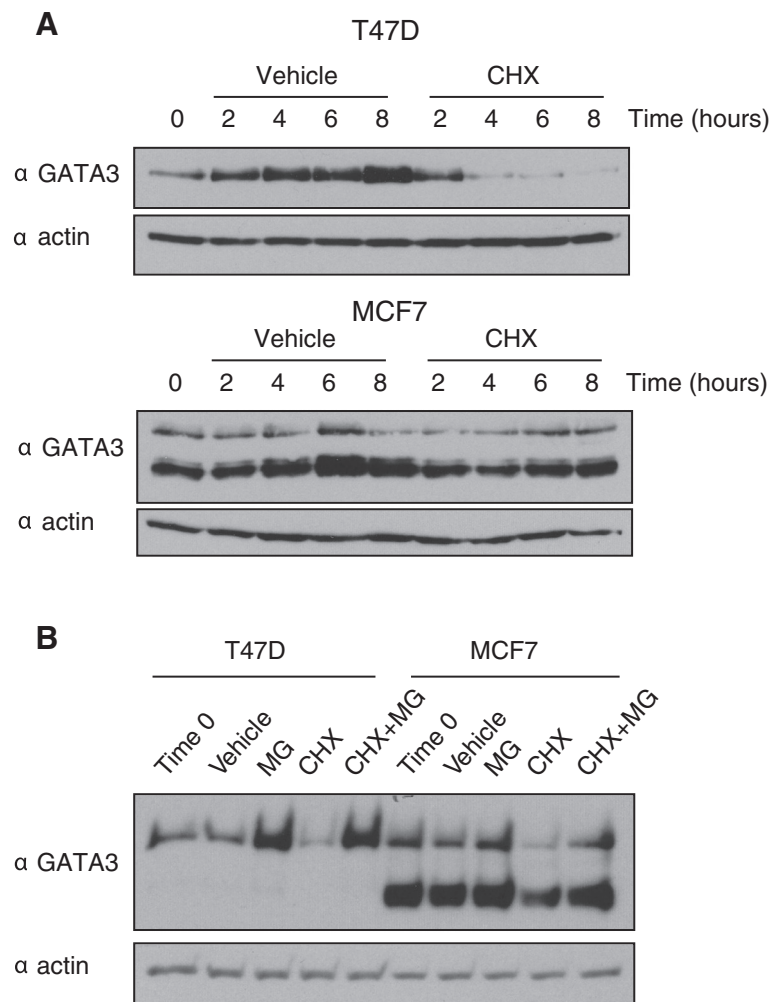 A
T47D
Vehicle CHX
0 2 4 6 8 2 4 6 8 Time (hours)
α GATA3
α actin
MCF7
Vehicle CHX
0 2 4 6 8 2 4 6 8 Time (hours)
α GATA3
α actin
B
T47D MCF7
Time 0 Vehicle MG CHX CHX+MG Time 0 Vehicle MG CHX CHX+MG
α GATA3
α actin